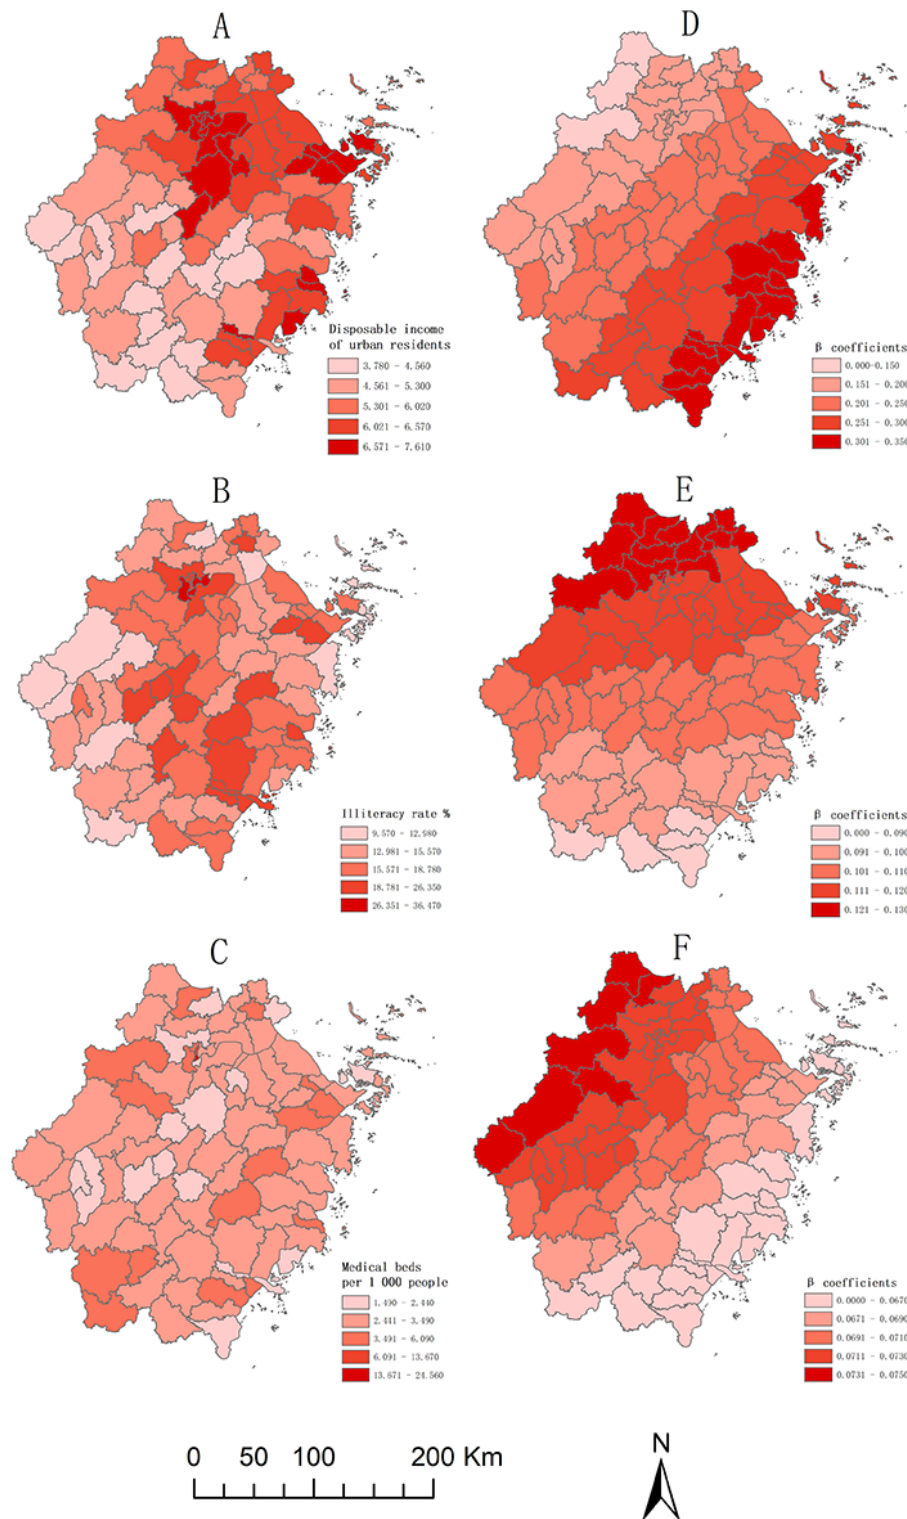 A
Disposable income
of urban residents
3.780 - 4.560
4.561 - 5.300
5.301 - 6.020
6.021 - 6.570
6.571 - 7.610
D
β coefficients
0.000-0.150
0.151 - 0.200
0.201 - 0.250
0.251 - 0.300
0.301 - 0.350
B
Illiteracy rate %
9.570 - 12.980
12.981 - 15.570
15.571 - 18.780
18.781 - 26.350
26.351 - 36.470
E
β coefficients
0.000 - 0.090
0.091 - 0.100
0.101 - 0.110
0.111 - 0.120
0.121 - 0.130
C
Medical beds
per 1 000 people
1.490 - 2.440
2.441 - 3.490
3.491 - 6.090
6.091 - 13.670
13.671 - 24.560
F
β coefficients
0.0000 - 0.0670
0.0671 - 0.0690
0.0691 - 0.0710
0.0711 - 0.0730
0.0731 - 0.0750
0 50 100 200 Km
N